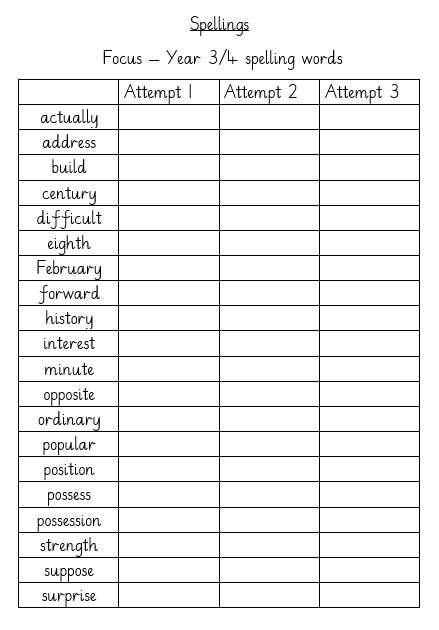 Spellings
Focus – Year 3/4 spelling words
Attempt 1 Attempt 2 Attempt 3
actually
address
build
century
difficult
eighth
February
forward
history
interest
minute
opposite
ordinary
popular
position
possess
possession
strength
suppose
surprise